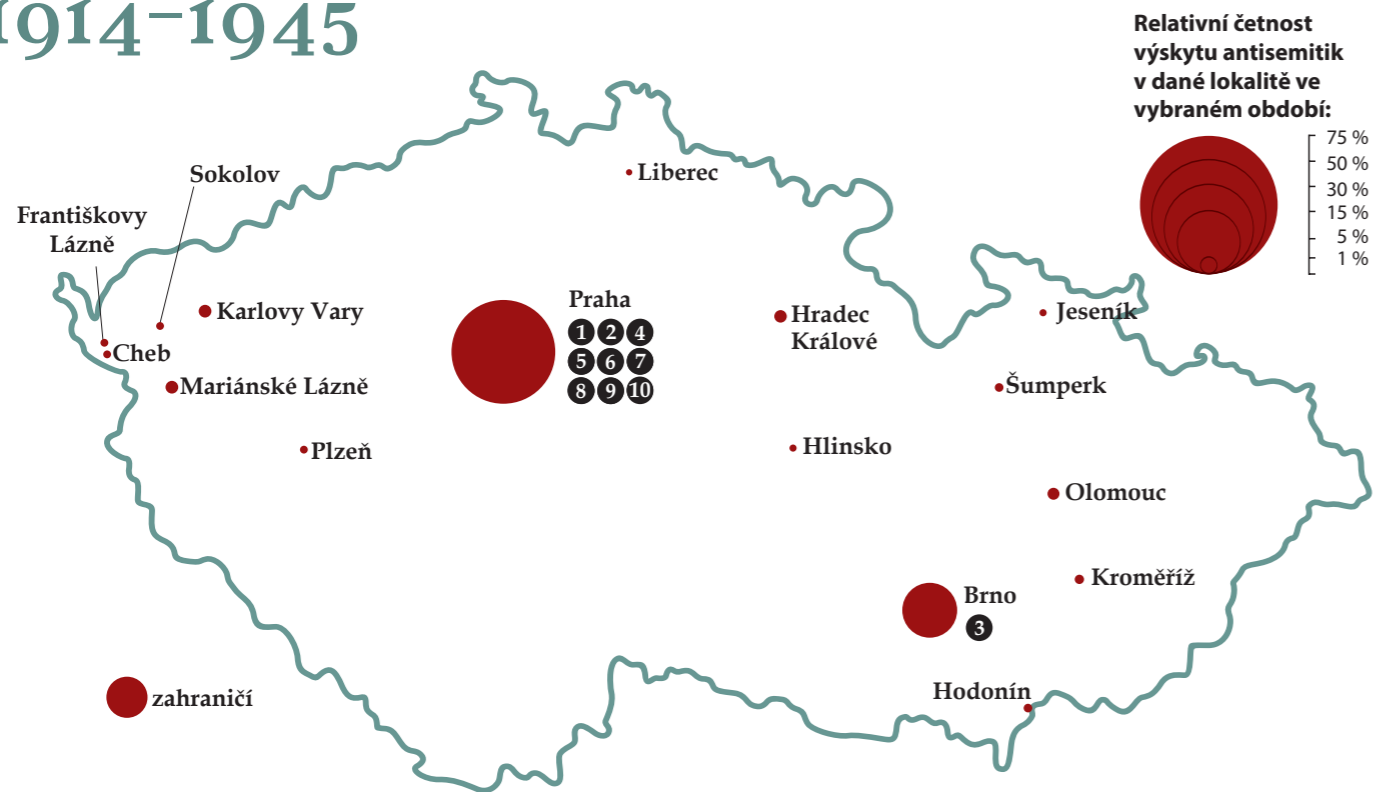 1914–1945
Relativní četnost
výskytu antisemitik
v dané lokalitě ve
vybraném období:
75 %
50 %
30 %
15 %
5 %
1 %
Sokolov
Františkovy
Lázně
Liberec
Karlovy Vary
Cheb
Mariánské Lázně
Plzeň
Praha
1 2 4
5 6 7
8 9 10
Hradec
Králové
Jeseník
Šumperk
Hlinsko
Olomouc
Kroměříž
Brno
3
Hodonín
zahraničí